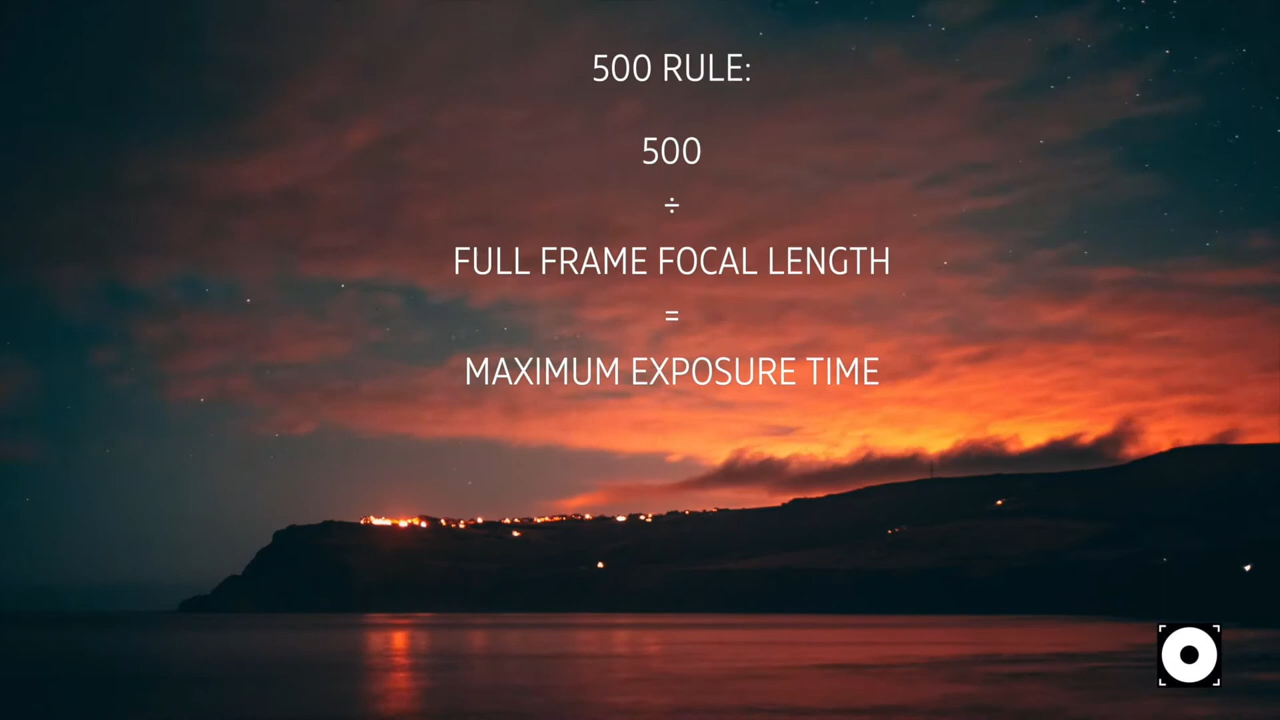 500 RULE:
500
÷
FULL FRAME FOCAL LENGTH
=
MAXIMUM EXPOSURE TIME